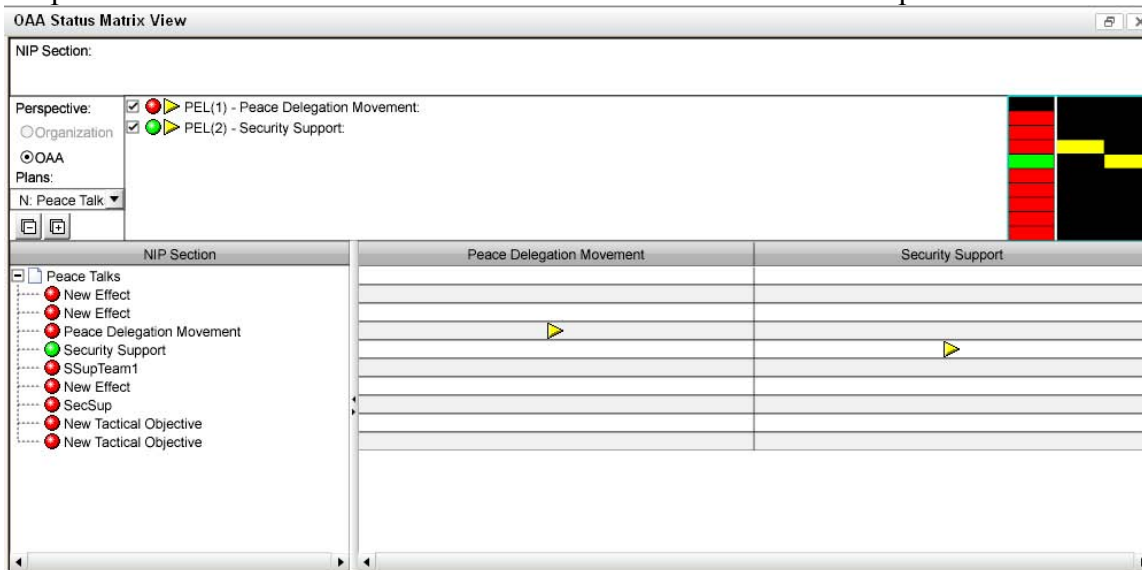 OAA Status Matrix View
NIP Section:
Perspective:
Organization
OAA
Plans:
N: Peace Talk
PEL(1) - Peace Delegation Movement:
PEL(2) - Security Support:
NIP Section
Peace Delegation Movement
Security Support
Peace Talks
New Effect
New Effect
Peace Delegation Movement
Security Support
SSupTeam1
New Effect
SecSup
New Tactical Objective
New Tactical Objective